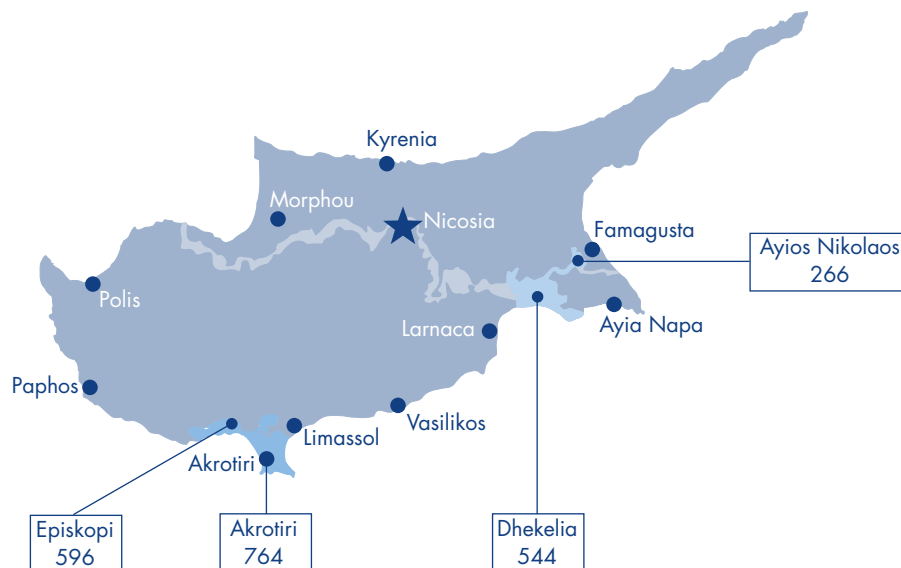 Kyrenia
Morphou
Nicosia
Famagusta
Ayios Nikolaos
266
Polis
Larnaca
Ayia Napa
Paphos
Vasilikos
Limassol
Akrotiri
Episkopi
596
Akrotiri
764
Dhekelia
544